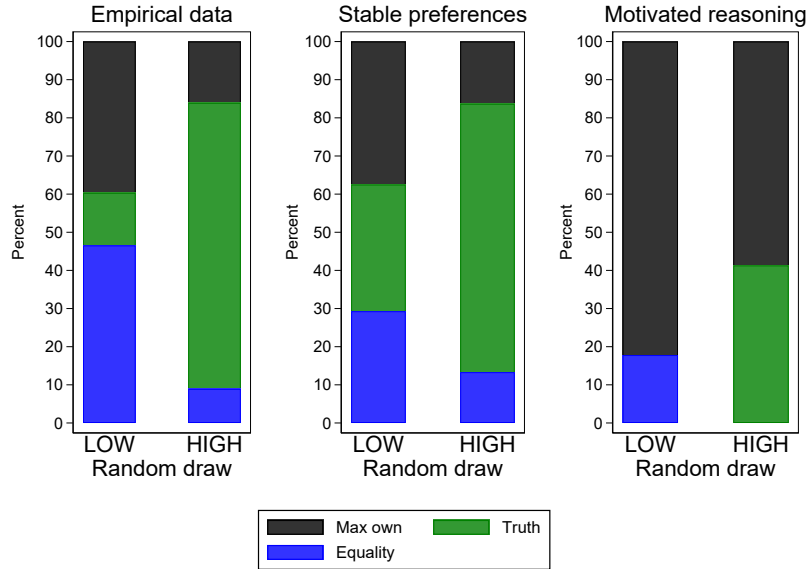 Empirical data
Stable preferences
Motivated reasoning
Percent
100
90
80
70
60
50
40
30
20
10
0
LOW HIGH
Random draw
Percent
100
90
80
70
60
50
40
30
20
10
0
LOW HIGH
Random draw
Percent
100
90
80
70
60
50
40
30
20
10
0
LOW HIGH
Random draw
Max own Truth
Equality